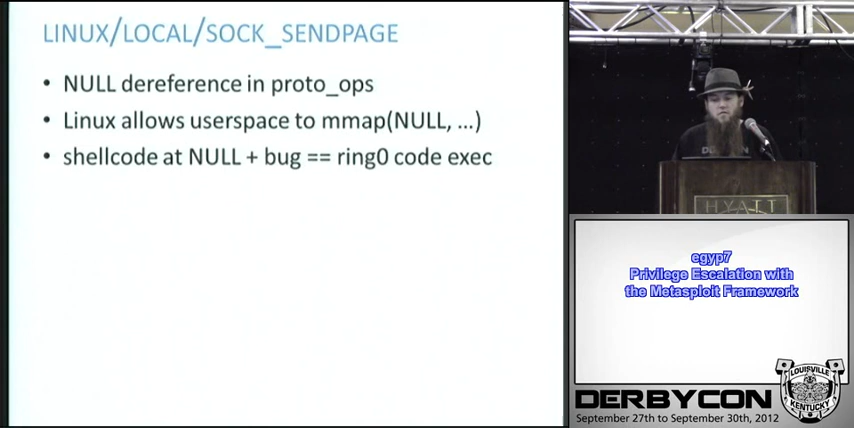 LINUX/LOCAL/SOCK_SENDPAGE
• NULL dereference in proto_ops
• Linux allows userspace to mmap(NULL, ...)
• shellcode at NULL + bug == ring0 code exec
DERBYCON
HYATT
egyp7
Privilege Escalation with
the Metasploit Framework
LOUISVILLE
KENTUCKY
DERBYCON
September 27th to September 30th, 2012